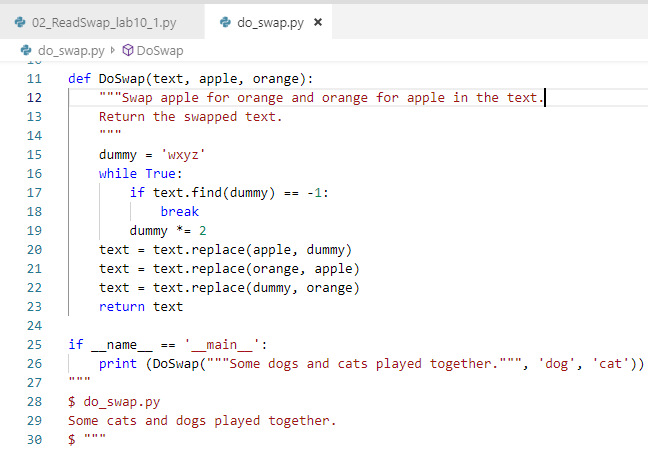 02_ReadSwap_lab10_1.py do_swap.py ×
do_swap.py DoSwap
11 def DoSwap(text, apple, orange):
12 """Swap apple for orange and orange for apple in the text.
13 Return the swapped text.
14 """
15 dummy = 'wxyz'
16 while True:
17 if text.find(dummy) == -1:
18 break
19 dummy *= 2
20 text = text.replace(apple, dummy)
21 text = text.replace(orange, apple)
22 text = text.replace(dummy, orange)
23 return text
24
25 if __name__ == '__main__':
26 print (DoSwap("""Some dogs and cats played together.""", 'dog', 'cat'))
27 """
28 $ do_swap.py
29 Some cats and dogs played together.
30 $ """